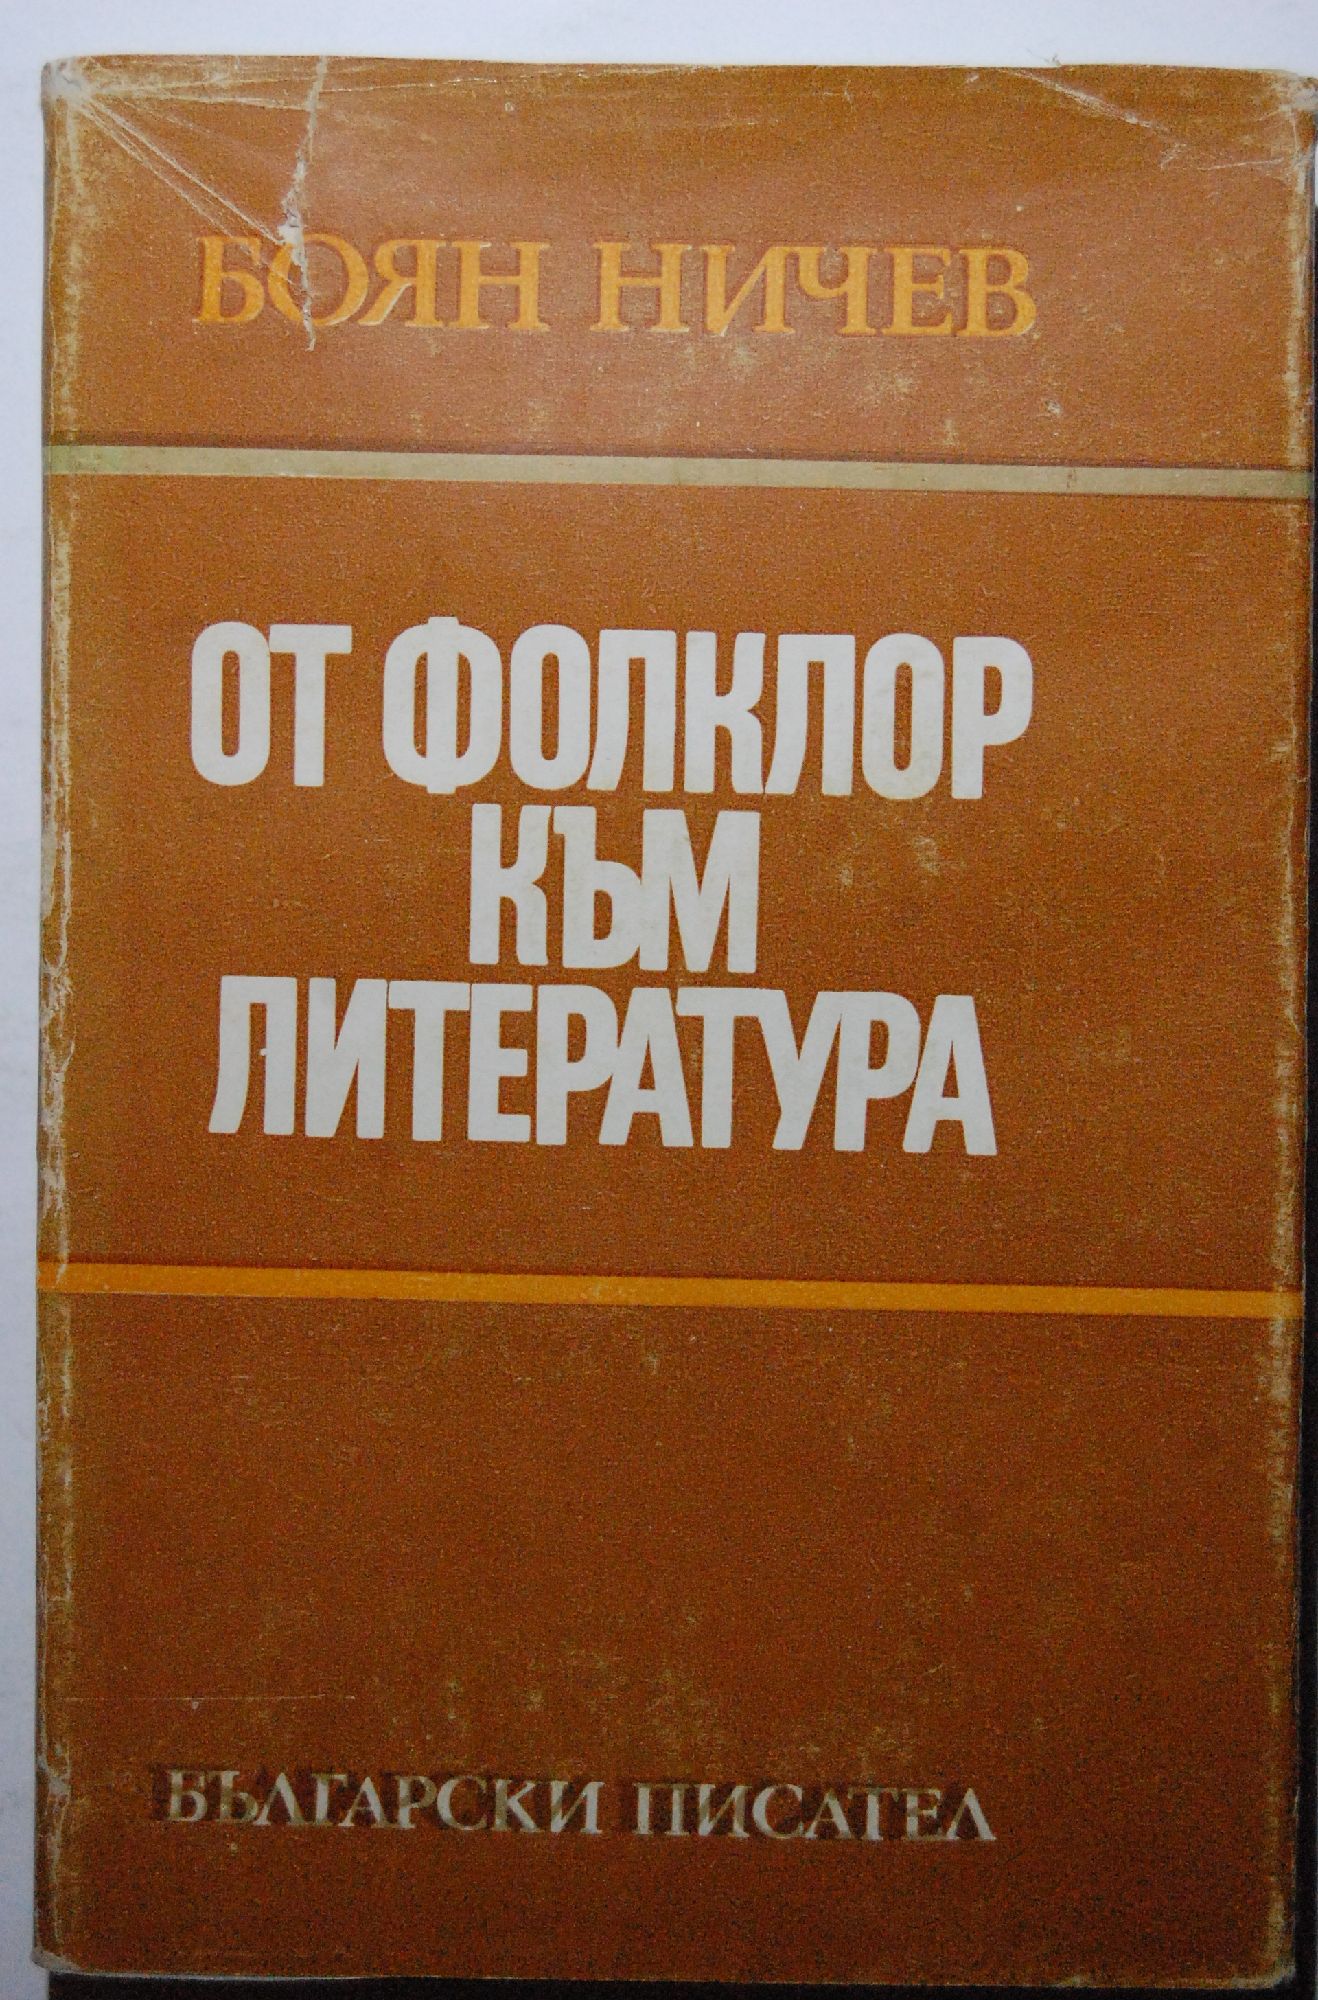 БОЯН НИЧЕВ
ОТ ФОЛКЛОР
КЪМ
ЛИТЕРАТУРА
БЪЛГАРСКИ ПИСАТЕЛ